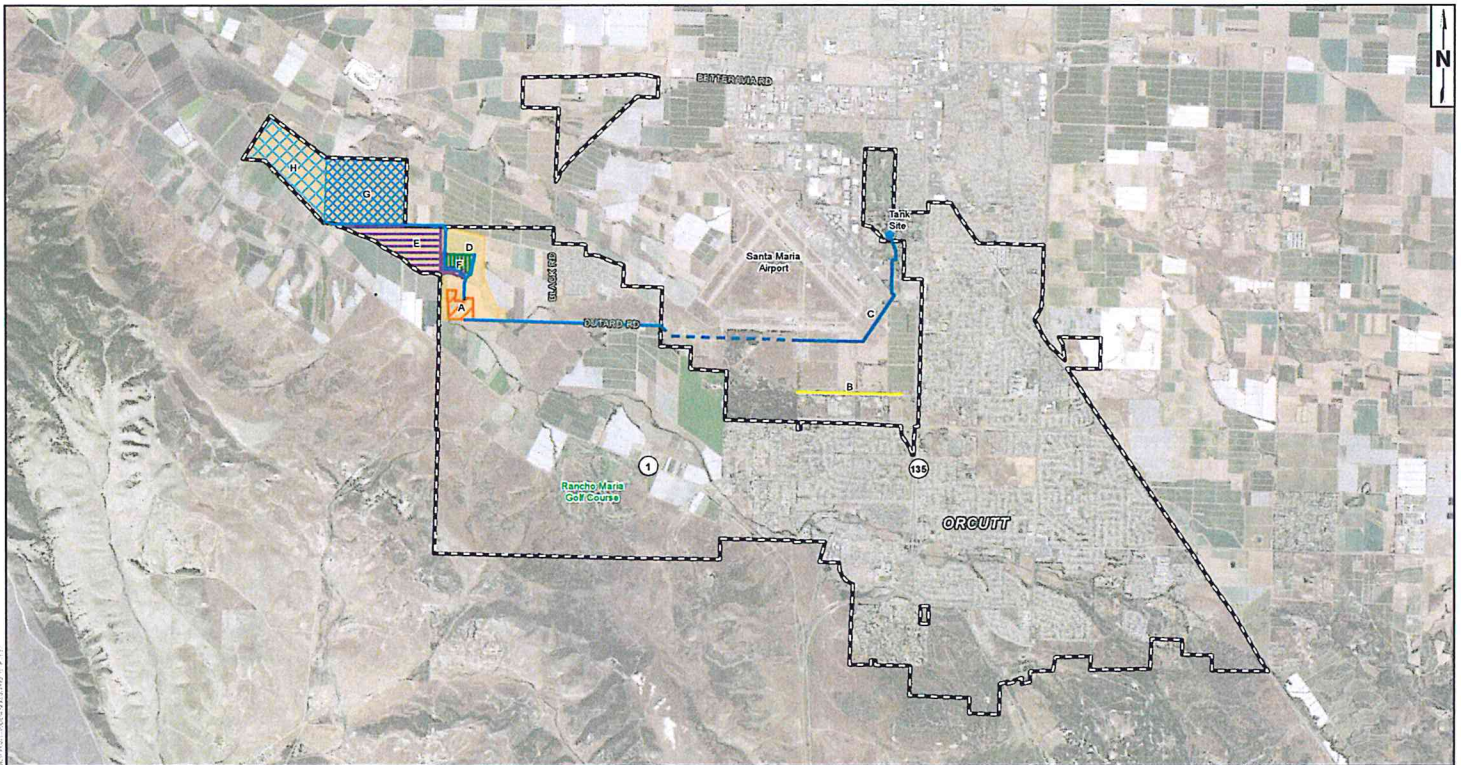 N
BETTERAVIA RD
H
G
Tank
Site
E
D
F
BLACK RD
Santa Maria
Airport
A
C
DUTARD RD
B
1
135
Rancho Maria
Golf Course
ORCUTT